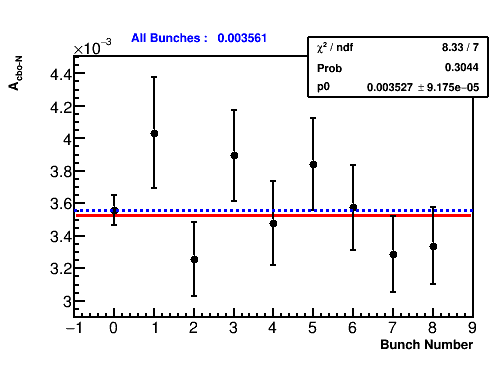 All Bunches : 0.003561
×10⁻³
χ² / ndf 8.33 / 7
Prob 0.3044
p0 0.003527 ± 9.175e−05
A_cbo-N
4.4
4.2
4
3.8
3.6
3.4
3.2
3
−1 0 1 2 3 4 5 6 7 8 9
Bunch Number